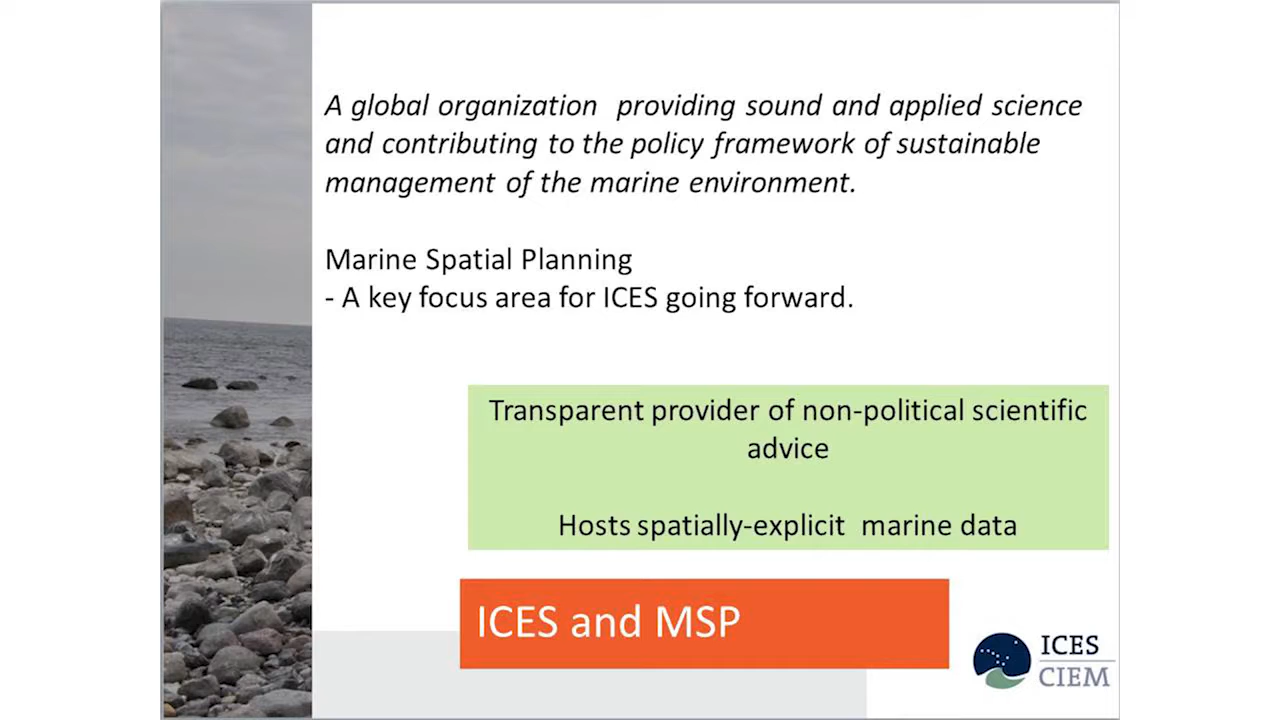 A global organization providing sound and applied science
and contributing to the policy framework of sustainable
management of the marine environment.
Marine Spatial Planning
- A key focus area for ICES going forward.
Transparent provider of non-political scientific
advice
Hosts spatially-explicit marine data
ICES and MSP
ICES
CIEM